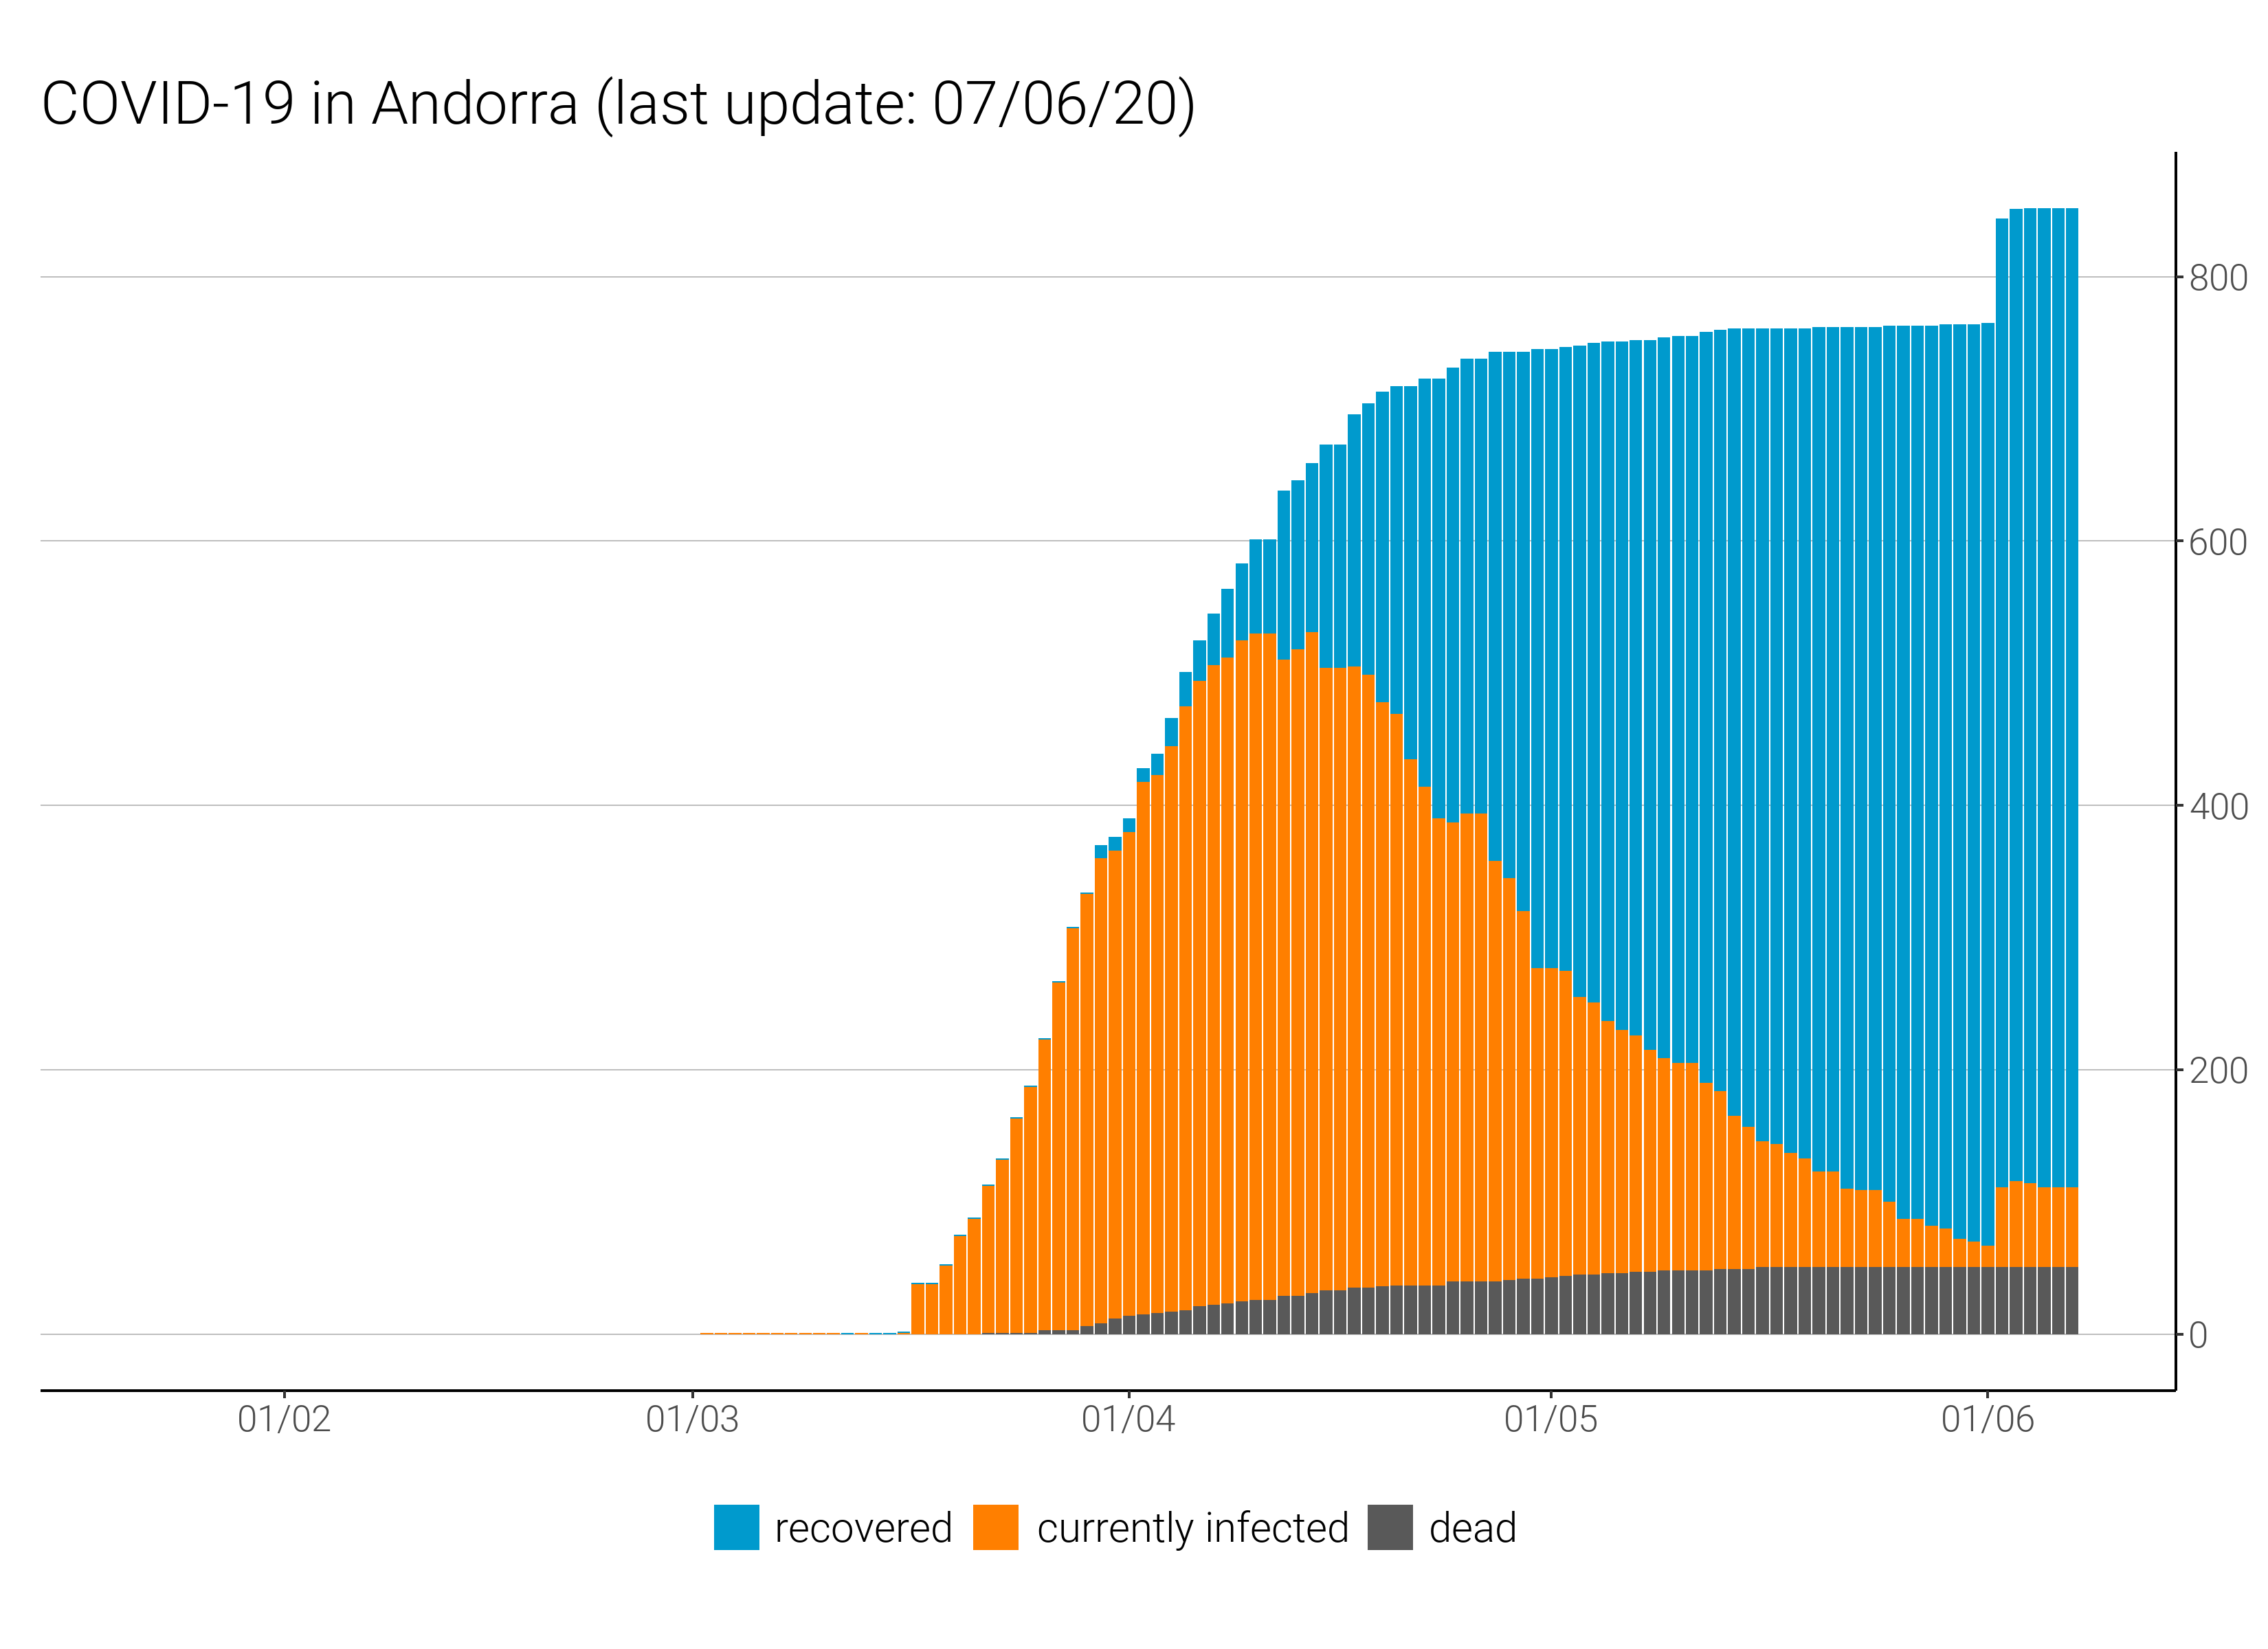 COVID-19 in Andorra (last update: 07/06/20)
800
600
400
200
0
01/02 01/03 01/04 01/05 01/06
recovered currently infected dead